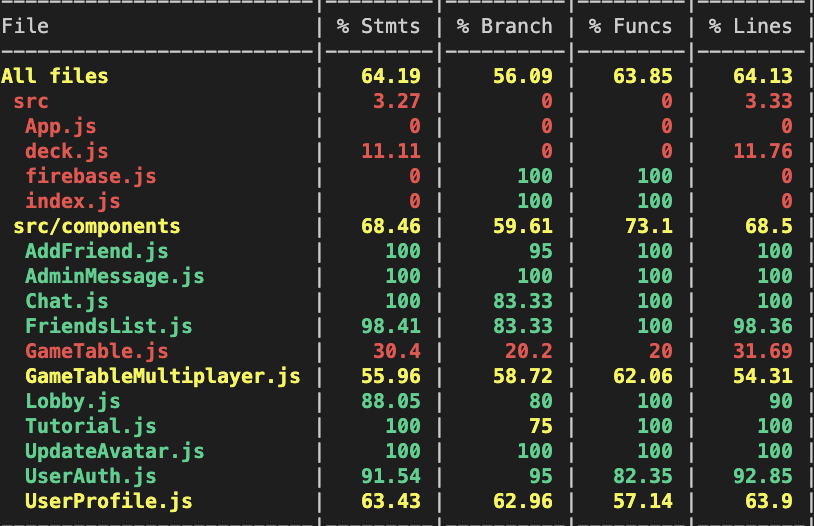 File | % Stmts | % Branch | % Funcs | % Lines
All files | 64.19 | 56.09 | 63.85 | 64.13
src | 3.27 | 0 | 0 | 3.33
App.js | 0 | 0 | 0 | 0
deck.js | 11.11 | 0 | 0 | 11.76
firebase.js | 0 | 100 | 100 | 0
index.js | 0 | 100 | 100 | 0
src/components | 68.46 | 59.61 | 73.1 | 68.5
AddFriend.js | 100 | 95 | 100 | 100
AdminMessage.js | 100 | 100 | 100 | 100
Chat.js | 100 | 83.33 | 100 | 100
FriendsList.js | 98.41 | 83.33 | 100 | 98.36
GameTable.js | 30.4 | 20.2 | 20 | 31.69
GameTableMultiplayer.js | 55.96 | 58.72 | 62.06 | 54.31
Lobby.js | 88.05 | 80 | 100 | 90
Tutorial.js | 100 | 75 | 100 | 100
UpdateAvatar.js | 100 | 100 | 100 | 100
UserAuth.js | 91.54 | 95 | 82.35 | 92.85
UserProfile.js | 63.43 | 62.96 | 57.14 | 63.9